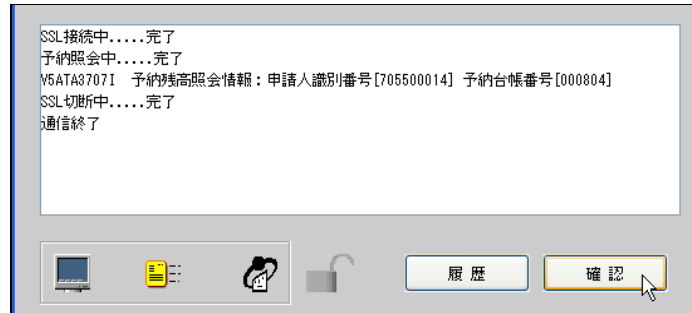 SSL接続中.....完了
予納照会中.....完了
V5ATA3707I　予納残高照会情報：申請人識別番号[705500014] 予納台帳番号[000804]
SSL切断中.....完了
通信終了
履歴
確認